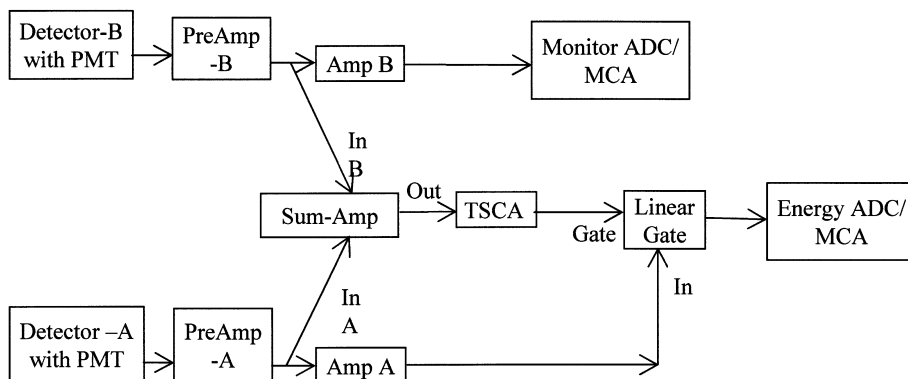 Detector-B
with PMT
PreAmp
-B
Amp B
Monitor ADC/
MCA
In
B
Sum-Amp
Out
TSCA
Gate
Linear
Gate
Energy ADC/
MCA
In
A
In
Detector –A
with PMT
PreAmp
-A
Amp A